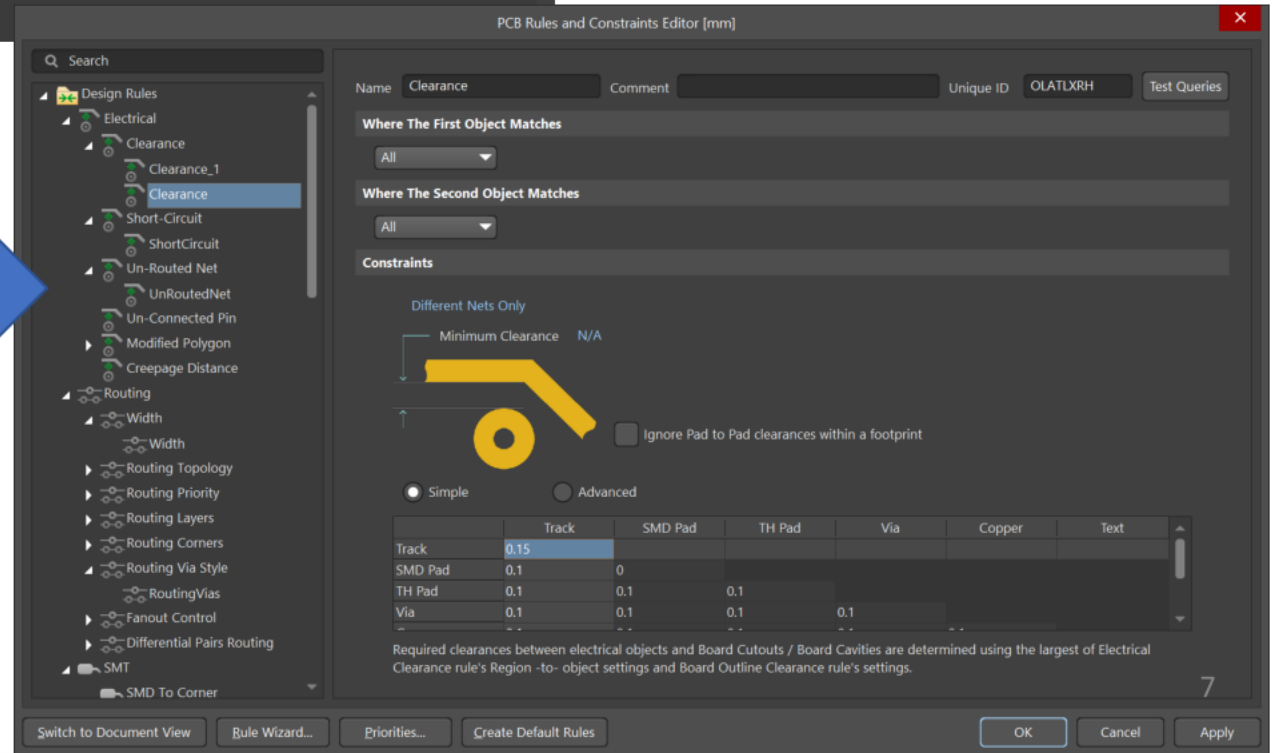 PCB Rules and Constraints Editor [mm]
Search
Design Rules
Electrical
Clearance
Clearance_1
Clearance
Short-Circuit
ShortCircuit
Un-Routed Net
UnRoutedNet
Un-Connected Pin
Modified Polygon
Creepage Distance
Routing
Width
Width
Routing Topology
Routing Priority
Routing Layers
Routing Corners
Routing Via Style
RoutingVias
Fanout Control
Differential Pairs Routing
SMT
SMD To Corner
Name Clearance Comment Unique ID OLATLXRH Test Queries
Where The First Object Matches
All
Where The Second Object Matches
All
Constraints
Different Nets Only
Minimum Clearance N/A
Ignore Pad to Pad clearances within a footprint
Simple Advanced
Track SMD Pad TH Pad Via Copper Text
Track 0.15
SMD Pad 0.1 0
TH Pad 0.1 0.1 0.1
Via 0.1 0.1 0.1 0.1
Required clearances between electrical objects and Board Cutouts / Board Cavities are determined using the largest of Electrical
Clearance rule's Region -to- object settings and Board Outline Clearance rule's settings.
7
Switch to Document View Rule Wizard... Priorities... Create Default Rules OK Cancel Apply